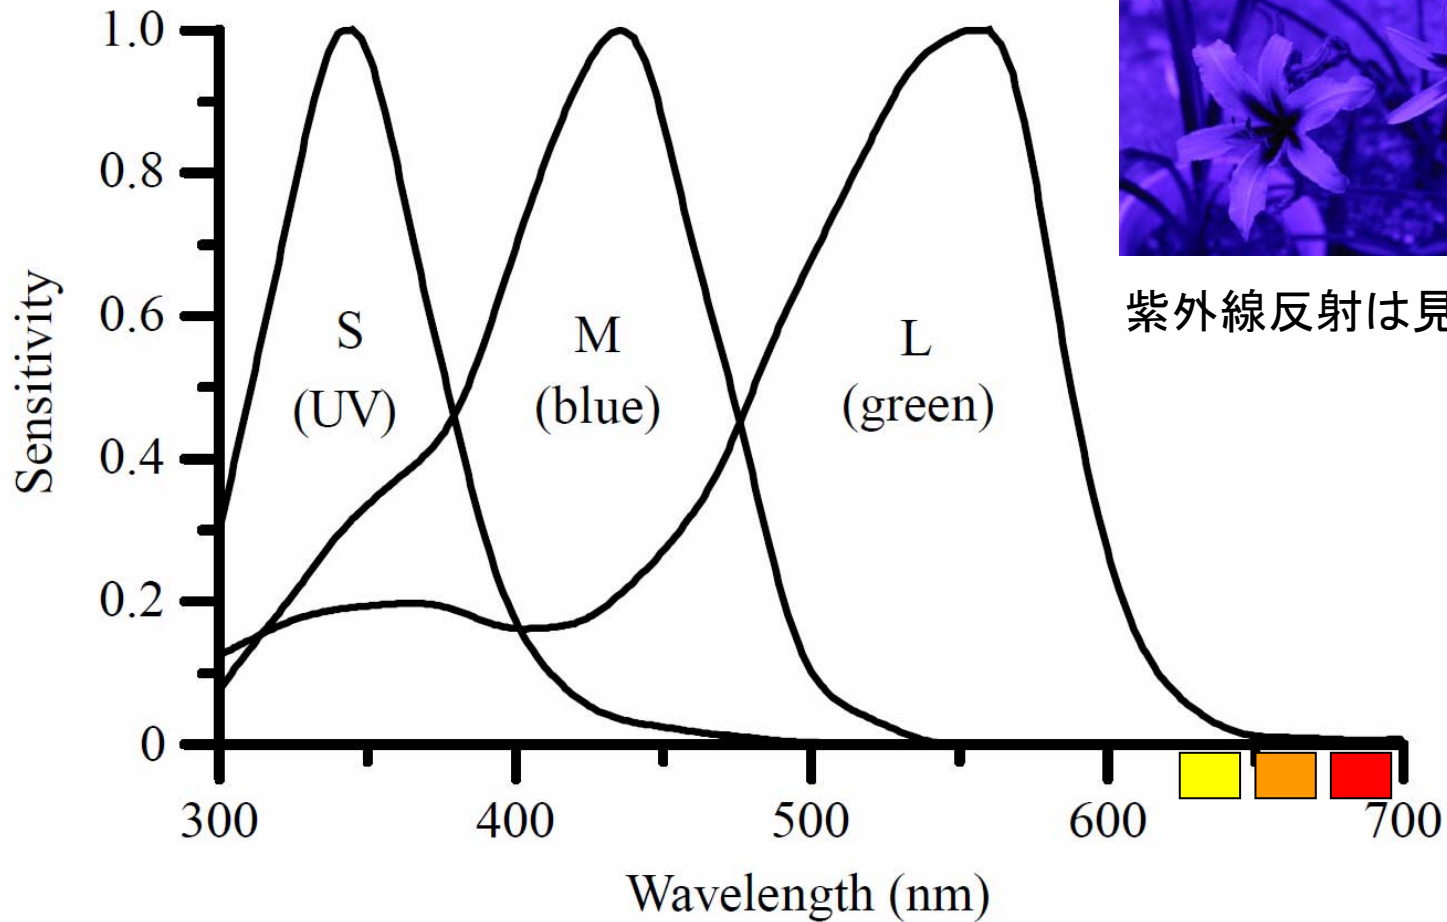 1.0
0.8
0.6
0.4
0.2
0
Sensitivity
S
(UV)
M
(blue)
L
(green)
紫外線反射は見
300
400
500
600
700
Wavelength (nm)